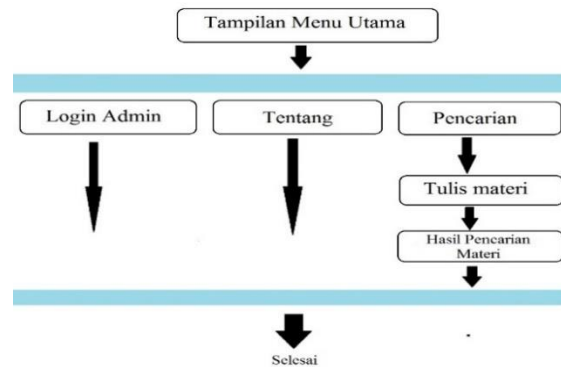 Tampilan Menu Utama
Login Admin
Tentang
Pencarian
Tulis materi
Hasil Pencarian
Materi
Selesai